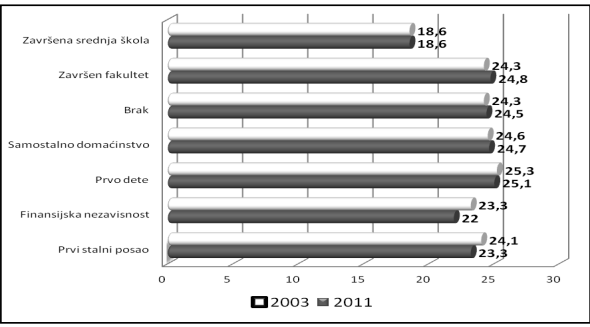 Završena srednja škola
18,6
18,6
Završen fakultet
24,3
24,8
Brak
24,3
24,5
Samostalno domaćinstvo
24,6
24,7
Prvo dete
25,3
25,1
Finansijska nezavisnost
23,3
22
Prvi stalni posao
24,1
23,3
0 5 10 15 20 25 30
2003 2011